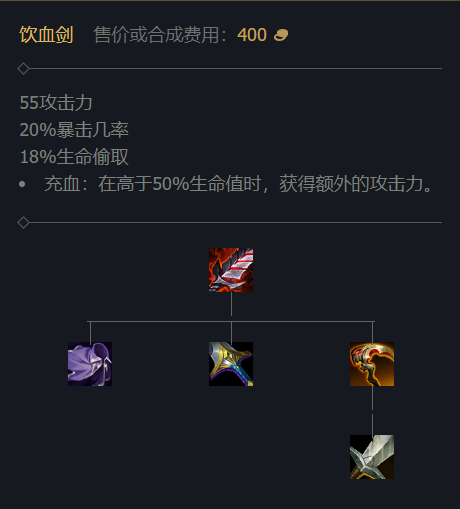 饮血剑 售价或合成费用：400
55攻击力
20%暴击几率
18%生命偷取
• 充血：在高于50%生命值时，获得额外的攻击力。